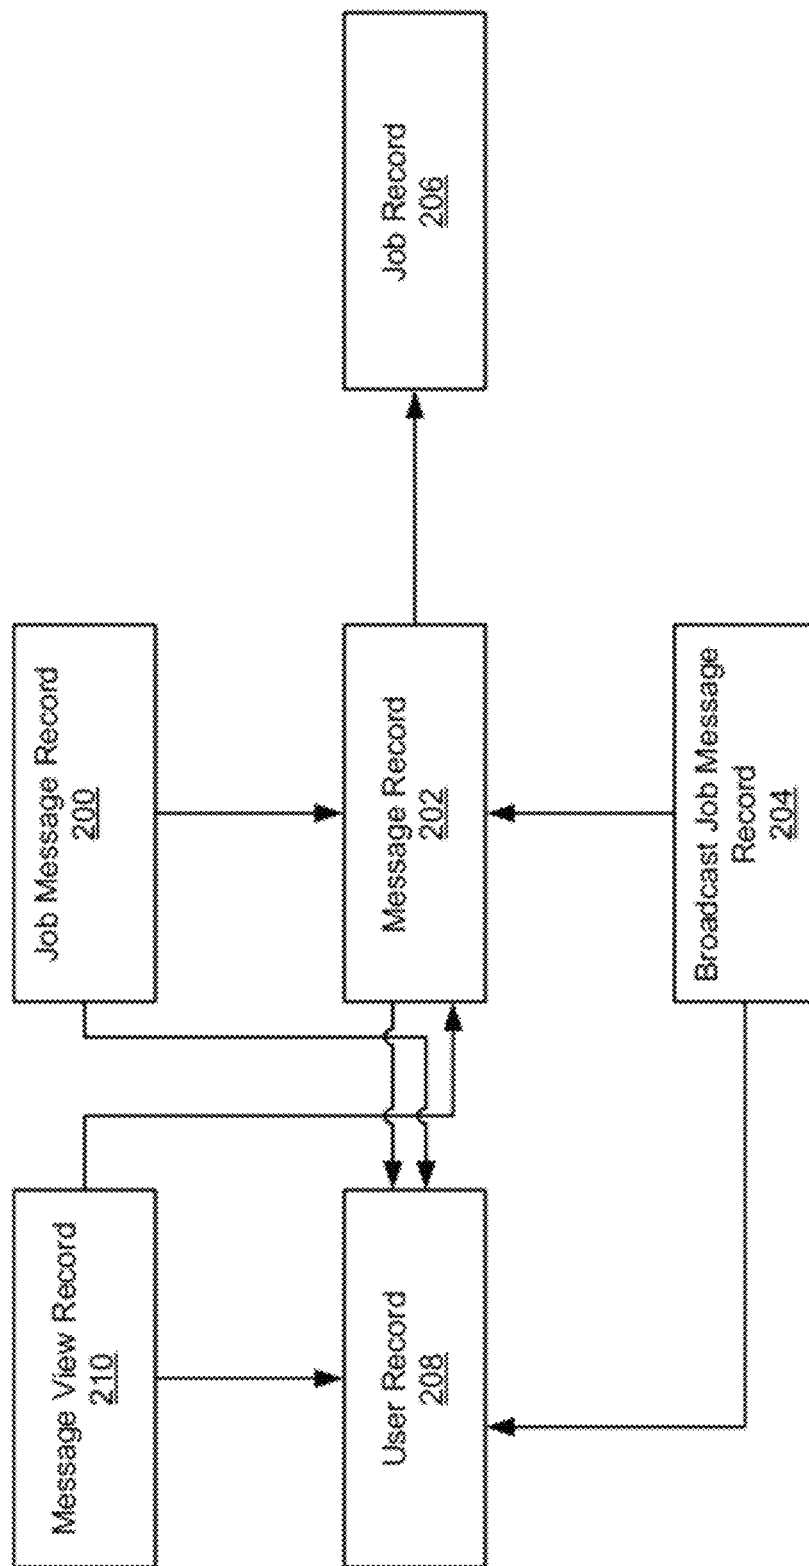 Message View Record
210
Job Message Record
200
User Record
208
Message Record
202
Job Record
206
Broadcast Job Message
Record
204